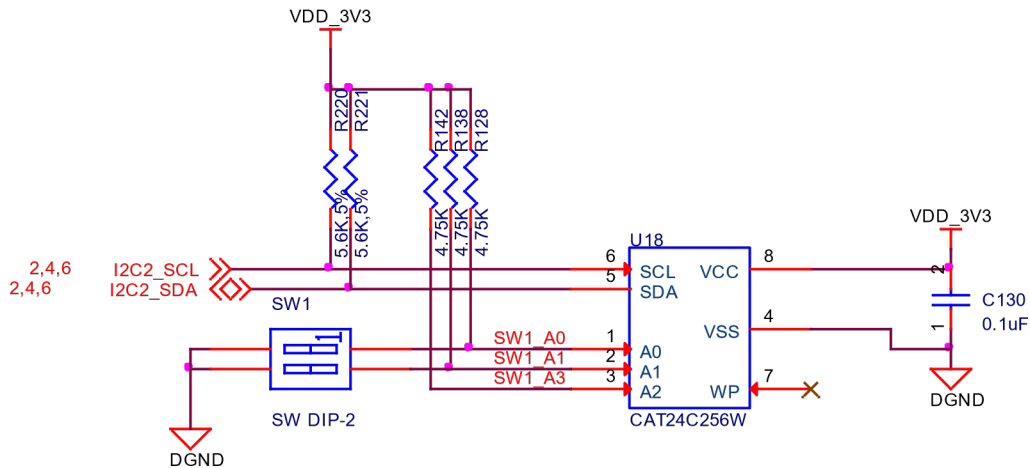 VDD_3V3
R220
R221
R142
R138
R128
5.6K,5%
5.6K,5%
4.75K
4.75K
4.75K
VDD_3V3
U18
2,4,6
I2C2_SCL
6
SCL
VCC
8
2
2,4,6
I2C2_SDA
5
SDA
C130
0.1uF
SW1
1
VSS
4
1
SW1_A0
1
A0
SW1_A1
2
A1
SW1_A3
3
A2
WP
7
DGND
SW DIP-2
CAT24C256W
DGND